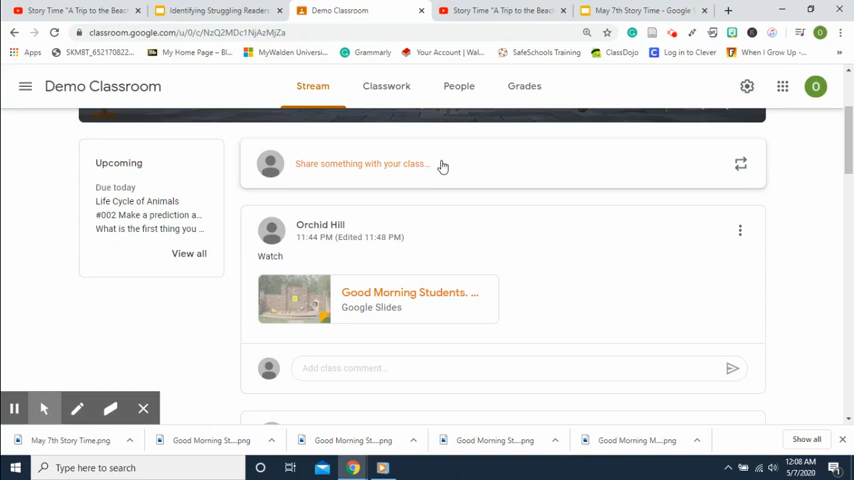 Story Time "A Trip to the Beach
Identifying Struggling Readers
Demo Classroom
Story Time "A Trip to the Beac
May 7th Story Time - Google
classroom.google.com/u/0/c/NzQ2MDc1NjAzMjZa
Apps
SKMBT_652170822...
My Home Page – Bl...
MyWalden Universi...
Grammarly
Your Account | Wal...
SafeSchools Training
ClassDojo
Log in to Clever
When I Grow Up -...
Demo Classroom
Stream
Classwork
People
Grades
O
Upcoming
Due today
Life Cycle of Animals
#002 Make a prediction a...
What is the first thing you ...
View all
Share something with your class...
Orchid Hill
11:44 PM (Edited 11:48 PM)
Watch
Good Morning Students. ...
Google Slides
Add class comment...
May 7th Story Time.png
Good Morning St....png
Good Morning St....png
Good Morning St....png
Good Morning M....png
Show all
Type here to search
12:08 AM
5/7/2020